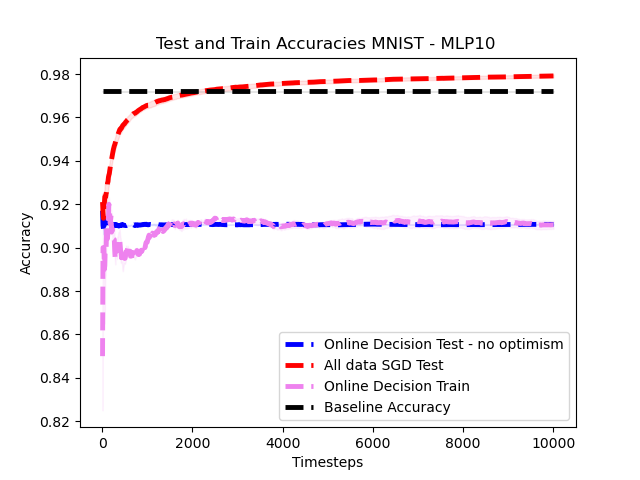 Test and Train Accuracies MNIST - MLP10
0.98
0.96
0.94
0.92
0.90
0.88
0.86
0.84
0.82
Accuracy
Online Decision Test - no optimism
All data SGD Test
Online Decision Train
Baseline Accuracy
0 2000 4000 6000 8000 10000
Timesteps